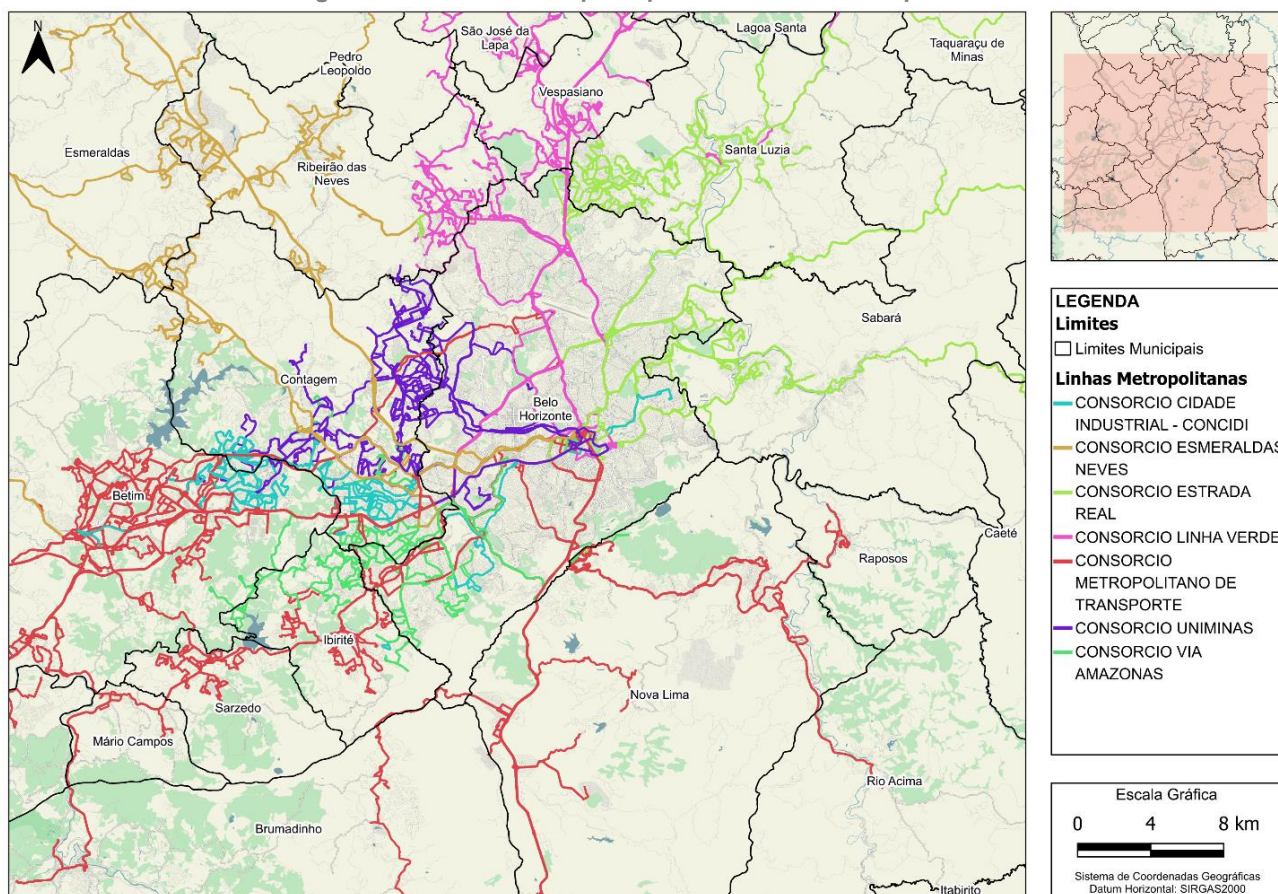 N
São José da
Lapa
Lagoa Santa
Taquaraçu de
Minas
Pedro
Leopoldo
Vespasiano
Esmeraldas
Ribeirão das
Neves
Santa Luzia
Sabará
Contagem
Belo
Horizonte
Betim
Caeté
Raposos
Ibirité
Nova Lima
Sarzedo
Mário Campos
Rio Acima
Brumadinho
Itabirito
LEGENDA
Limites
Limites Municipais
Linhas Metropolitanas
CONSORCIO CIDADE
INDUSTRIAL - CONCIDI
CONSORCIO ESMERALDAS
NEVES
CONSORCIO ESTRADA
REAL
CONSORCIO LINHA VERDE
CONSORCIO
METROPOLITANO DE
TRANSPORTE
CONSORCIO UNIMINAS
CONSORCIO VIA
AMAZONAS
Escala Gráfica
0 4 8 km
Sistema de Coordenadas Geográficas
Datum Horizontal: SIRGAS2000